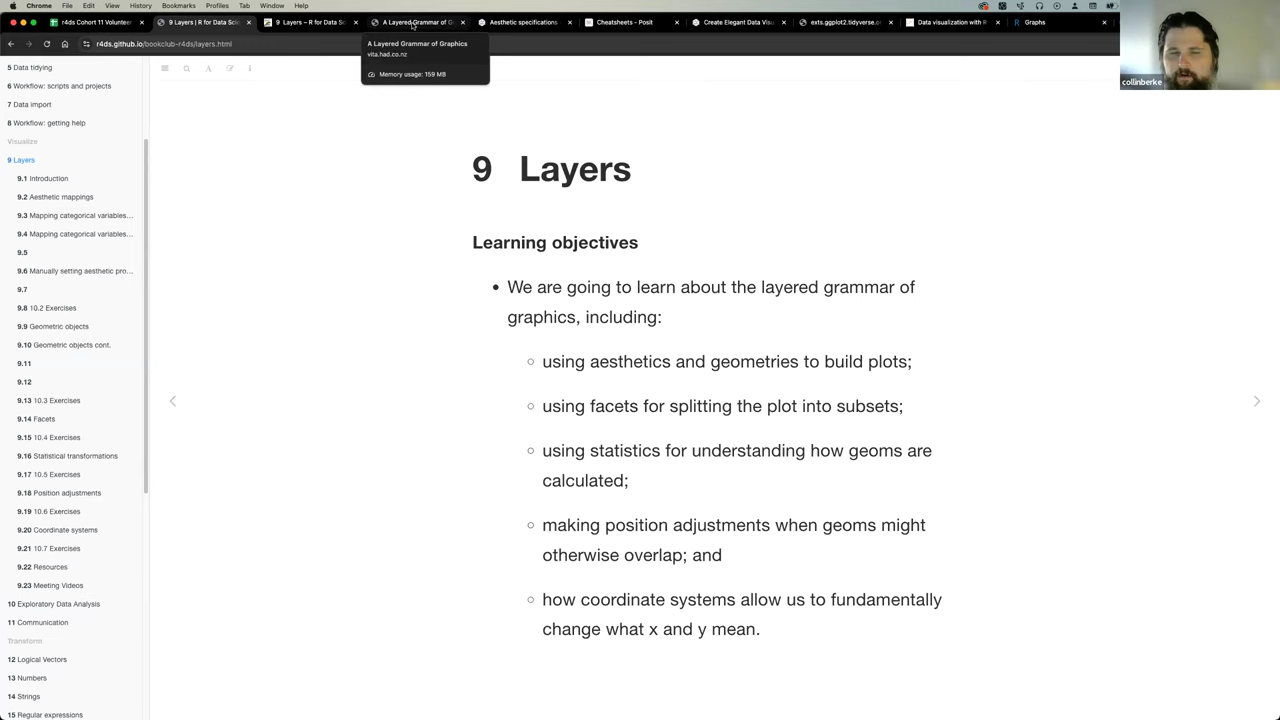 Chrome File Edit View History Bookmarks Profiles Tab Window Help
r4ds Cohort 11 Volunteer
9 Layers | R for Data Scie
9 Layers – R for Data Sc
A Layered Grammar of G
Aesthetic specifications
Cheatsheets - Posit
Create Elegant Data Visu
exts.ggplot2.tidyverse.o
Data visualization with R
Graphs
r4ds.github.io/bookclub-r4ds/layers.html
A Layered Grammar of Graphics
vita.had.co.nz
Memory usage: 159 MB
collinberke
5 Data tidying
6 Workflow: scripts and projects
7 Data import
8 Workflow: getting help
Visualize
9 Layers
9.1 Introduction
9.2 Aesthetic mappings
9.3 Mapping categorical variables...
9.4 Mapping categorical variables...
9.5
9.6 Manually setting aesthetic pro...
9.7
9.8 10.2 Exercises
9.9 Geometric objects
9.10 Geometric objects cont.
9.11
9.12
9.13 10.3 Exercises
9.14 Facets
9.15 10.4 Exercises
9.16 Statistical transformations
9.17 10.5 Exercises
9.18 Position adjustments
9.19 10.6 Exercises
9.20 Coordinate systems
9.21 10.7 Exercises
9.22 Resources
9.23 Meeting Videos
10 Exploratory Data Analysis
11 Communication
Transform
12 Logical Vectors
13 Numbers
14 Strings
15 Regular expressions
9 Layers
Learning objectives
• We are going to learn about the layered grammar of
graphics, including:
○ using aesthetics and geometries to build plots;
○ using facets for splitting the plot into subsets;
○ using statistics for understanding how geoms are
calculated;
○ making position adjustments when geoms might
otherwise overlap; and
○ how coordinate systems allow us to fundamentally
change what x and y mean.